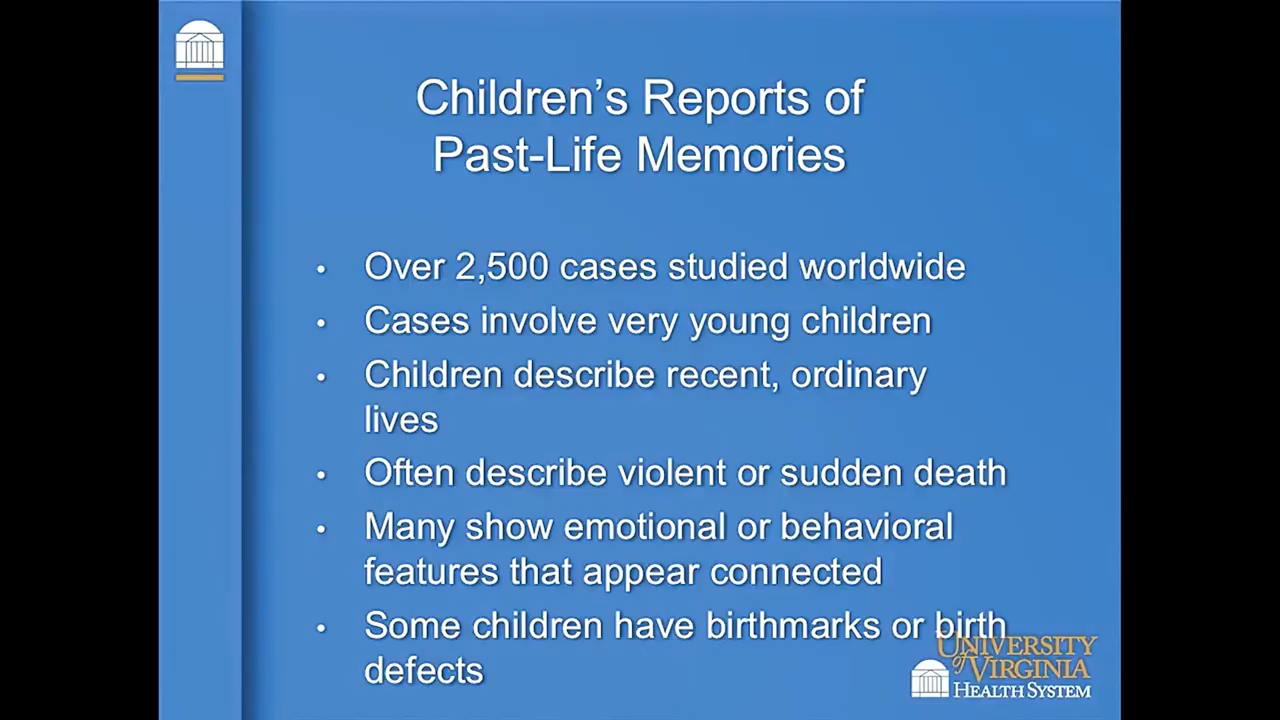 Children’s Reports of
Past-Life Memories
• Over 2,500 cases studied worldwide
• Cases involve very young children
• Children describe recent, ordinary
lives
• Often describe violent or sudden death
• Many show emotional or behavioral
features that appear connected
• Some children have birthmarks or birth
defects
UNIVERSITY
of VIRGINIA
HEALTH SYSTEM